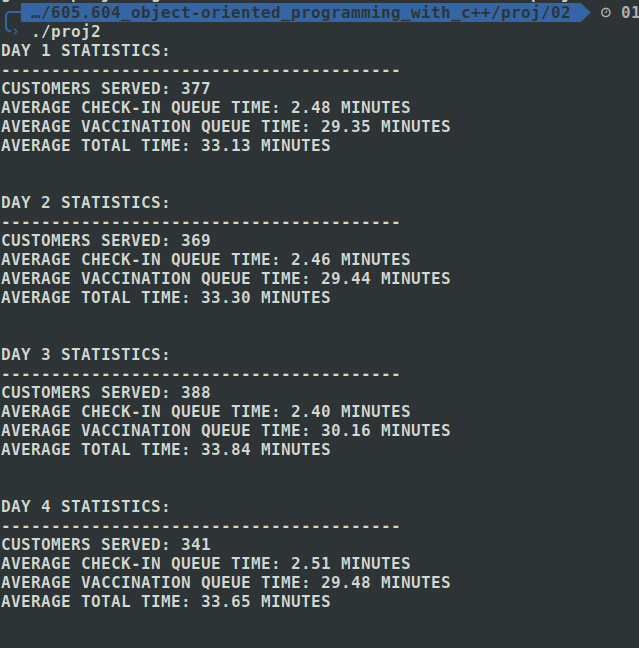 …/605.604_object-oriented_programming_with_c++/proj/02 01
./proj2
DAY 1 STATISTICS:
----------------------------------------
CUSTOMERS SERVED: 377
AVERAGE CHECK-IN QUEUE TIME: 2.48 MINUTES
AVERAGE VACCINATION QUEUE TIME: 29.35 MINUTES
AVERAGE TOTAL TIME: 33.13 MINUTES
DAY 2 STATISTICS:
----------------------------------------
CUSTOMERS SERVED: 369
AVERAGE CHECK-IN QUEUE TIME: 2.46 MINUTES
AVERAGE VACCINATION QUEUE TIME: 29.44 MINUTES
AVERAGE TOTAL TIME: 33.30 MINUTES
DAY 3 STATISTICS:
----------------------------------------
CUSTOMERS SERVED: 388
AVERAGE CHECK-IN QUEUE TIME: 2.40 MINUTES
AVERAGE VACCINATION QUEUE TIME: 30.16 MINUTES
AVERAGE TOTAL TIME: 33.84 MINUTES
DAY 4 STATISTICS:
----------------------------------------
CUSTOMERS SERVED: 341
AVERAGE CHECK-IN QUEUE TIME: 2.51 MINUTES
AVERAGE VACCINATION QUEUE TIME: 29.48 MINUTES
AVERAGE TOTAL TIME: 33.65 MINUTES